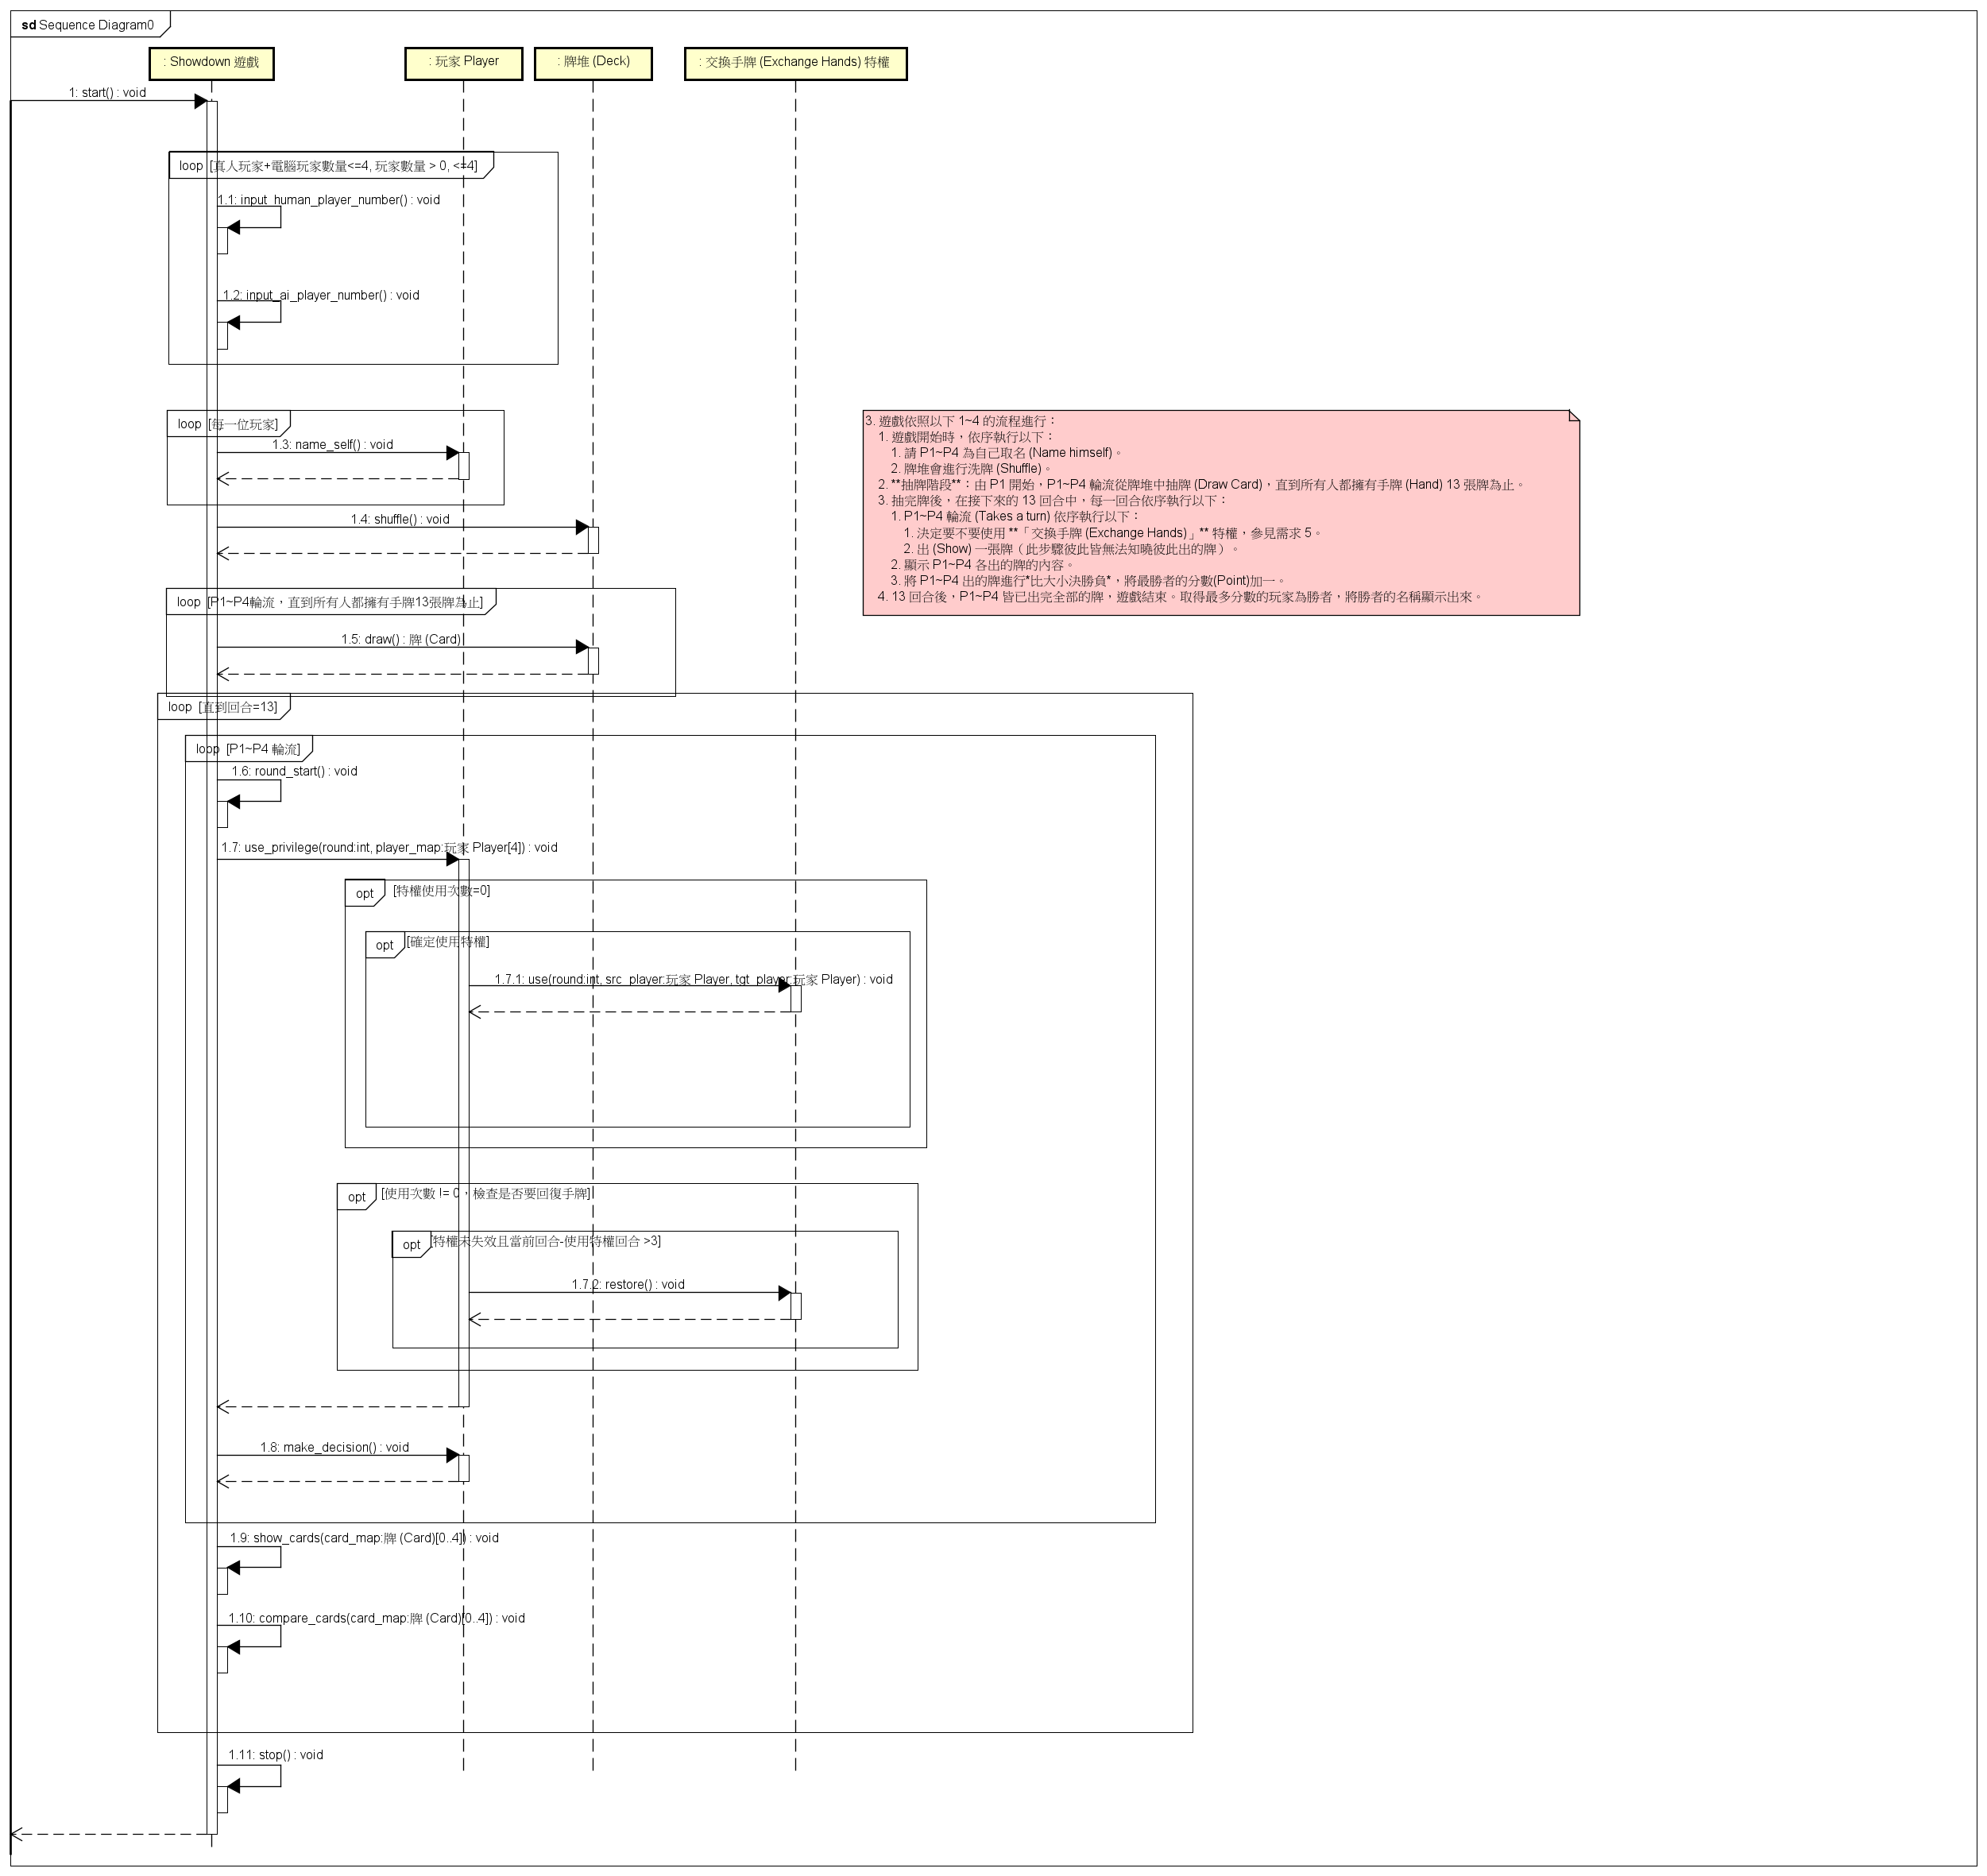 sd Sequence Diagram0
: Showdown 遊戲
: 玩家 Player
: 牌堆 (Deck)
: 交換手牌 (Exchange Hands) 特權
1: start() : void
loop [真人玩家+電腦玩家數量<=4, 玩家數量 > 0, <=4]
1.1: input_human_player_number() : void
1.2: input_ai_player_number() : void
loop [每一位玩家]
1.3: name_self() : void
1.4: shuffle() : void
loop [P1~P4輪流，直到所有人都擁有手牌13張牌為止]
1.5: draw() : 牌 (Card)
3. 遊戲依照以下 1~4 的流程進行：
1. 遊戲開始時，依序執行以下：
1. 請 P1~P4 為自己取名 (Name himself)。
2. 牌堆會進行洗牌 (Shuffle)。
2. **抽牌階段**：由 P1 開始，P1~P4 輪流從牌堆中抽牌 (Draw Card)，直到所有人都擁有手牌 (Hand) 13 張牌為止。
3. 抽完牌後，在接下來的 13 回合中，每一回合依序執行以下：
1. P1~P4 輪流 (Takes a turn) 依序執行以下：
1. 決定要不要使用 **「交換手牌 (Exchange Hands)」** 特權，參見需求 5。
2. 出 (Show) 一張牌（此步驟彼此皆無法知曉彼此出的牌）。
2. 顯示 P1~P4 各出的牌的內容。
3. 將 P1~P4 出的牌進行*比大小決勝負*，將最勝者的分數(Point)加一。
4. 13 回合後，P1~P4 皆已出完全部的牌，遊戲結束。取得最多分數的玩家為勝者，將勝者的名稱顯示出來。
loop [直到回合=13]
loop [P1~P4 輪流]
1.6: round_start() : void
1.7: use_privilege(round:int, player_map:玩家 Player[4]) : void
opt [特權使用次數=0]
opt [確定使用特權]
1.7.1: use(round:int, src_player:玩家 Player, tgt_player:玩家 Player) : void
opt [使用次數 != 0，檢查是否要回復手牌]
opt [特權未失效且當前回合-使用特權回合 >3]
1.7.2: restore() : void
1.8: make_decision() : void
1.9: show_cards(card_map:牌 (Card)[0..4]) : void
1.10: compare_cards(card_map:牌 (Card)[0..4]) : void
1.11: stop() : void